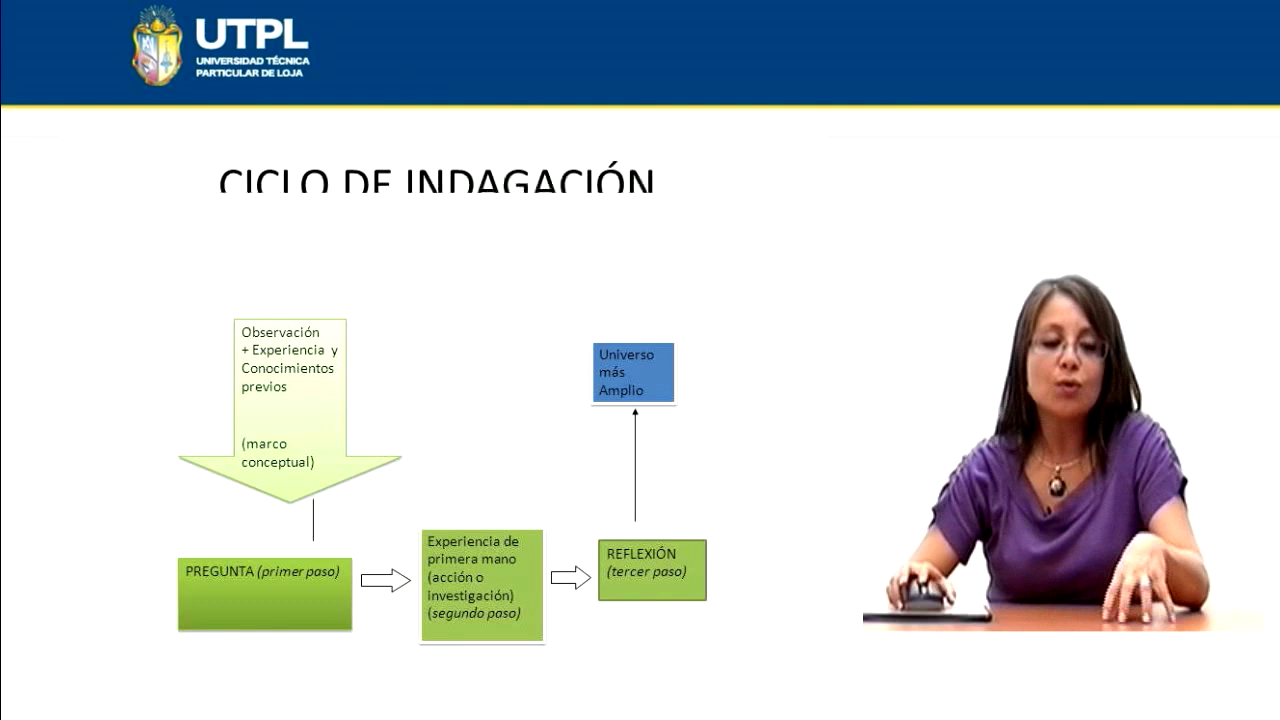 UTPL
UNIVERSIDAD TÉCNICA
PARTICULAR DE LOJA
CICLO DE INDAGACIÓN
Observación
+ Experiencia y
Conocimientos
previos
(marco
conceptual)
Universo
más
Amplio
PREGUNTA (primer paso)
Experiencia de
primera mano
(acción o
investigación)
(segundo paso)
REFLEXIÓN
(tercer paso)